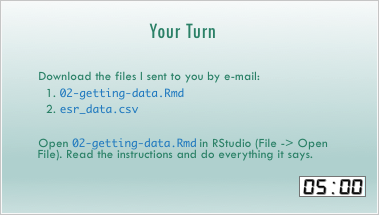 Your Turn
Download the files I sent to you by e-mail:
1. 02-getting-data.Rmd
2. esr_data.csv
Open 02-getting-data.Rmd in RStudio (File -> Open
File). Read the instructions and do everything it says.
05:00